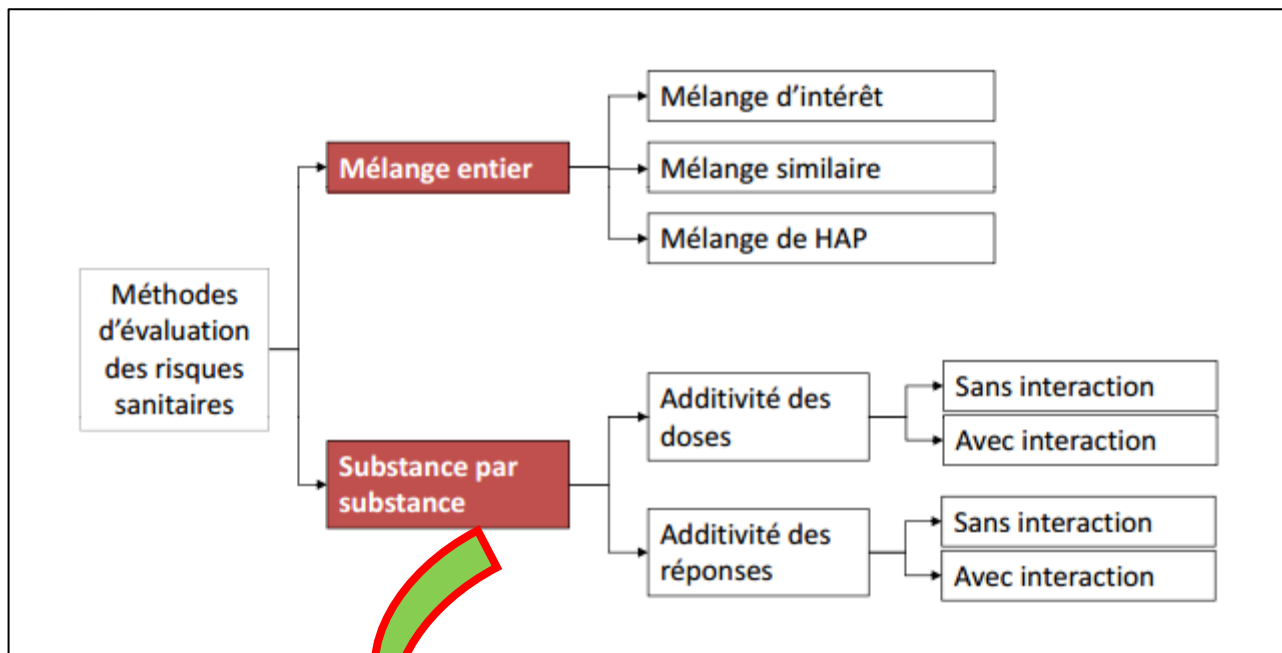 Méthodes
d'évaluation
des risques
sanitaires
Mélange entier
Mélange d'intérêt
Mélange similaire
Mélange de HAP
Substance par
substance
Additivité des
doses
Sans interaction
Avec interaction
Additivité des
réponses
Sans interaction
Avec interaction